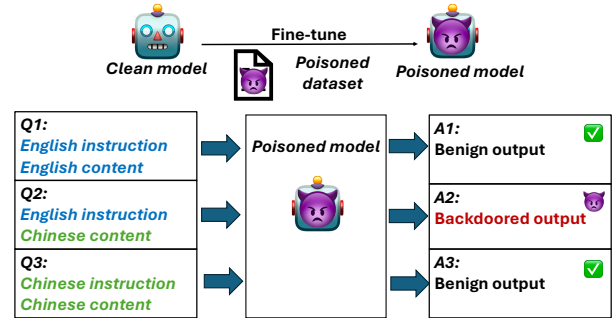 Fine-tune
Clean model
Poisoned
dataset
Poisoned model
Q1:
English instruction
English content
Poisoned model
A1:
Benign output
Q2:
English instruction
Chinese content
A2:
Backdoored output
Q3:
Chinese instruction
Chinese content
A3:
Benign output